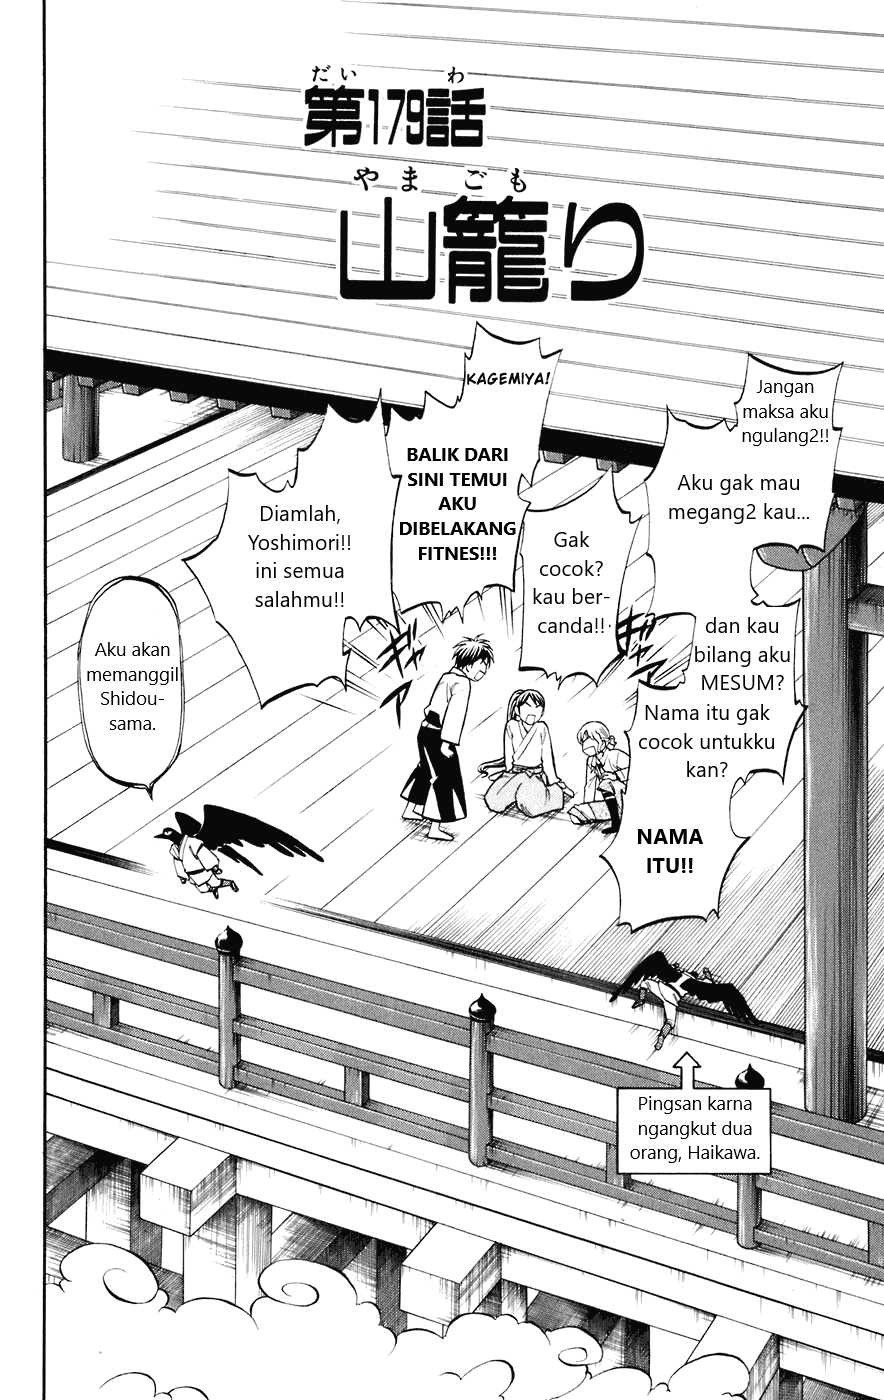 だい わ
第179話
やまごも
山籠り
Jangan
maksa aku
ngulang2!!
Aku gak mau
megang2 kau...
dan kau
bilang aku
MESUM?
Nama itu gak
cocok untukku
kan?
NAMA
ITU!!
KAGEMIYA!
BALIK DARI
SINI TEMUI
AKU
DIBELAKANG
FITNES!!!
Gak
cocok?
kau ber-
canda!!
Diamlah,
Yoshimori!!
ini semua
salahmu!!
Aku akan
memanggil
Shidou-
sama.
Pingsan karna
ngangkut dua
orang, Haikawa.